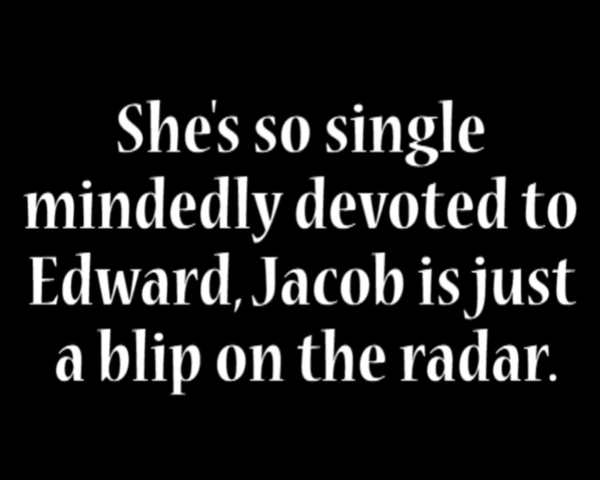 She's so single
mindedly devoted to
Edward, Jacob is just
a blip on the radar.